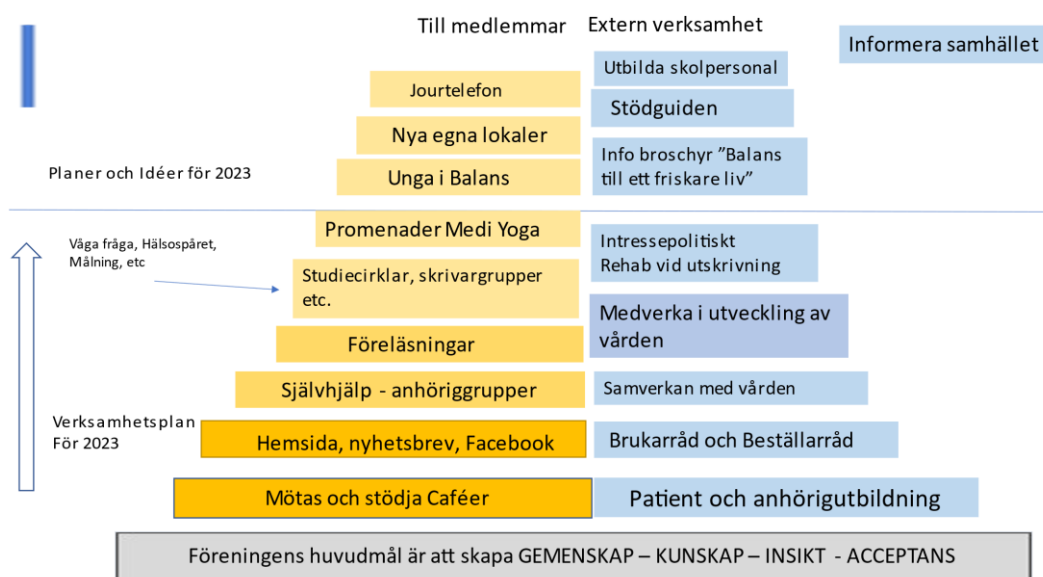 Till medlemmar
Extern verksamhet
Informera samhället
Utbilda skolpersonal
Jourtelefon
Stödguiden
Nya egna lokaler
Info broschyr ”Balans
till ett friskare liv”
Planer och Idéer för 2023
Unga i Balans
Promenader Medi Yoga
Våga fråga, Hälsospåret,
Målning, etc
Intressepolitiskt
Rehab vid utskrivning
Studiecirklar, skrivargrupper
etc.
Medverka i utveckling av
vården
Föreläsningar
Självhjälp - anhöriggrupper
Samverkan med vården
Verksamhetsplan
För 2023
Hemsida, nyhetsbrev, Facebook
Brukarråd och Beställarråd
Mötas och stödja Caféer
Patient och anhörigutbildning
Föreningens huvudmål är att skapa GEMENSKAP – KUNSKAP – INSIKT - ACCEPTANS